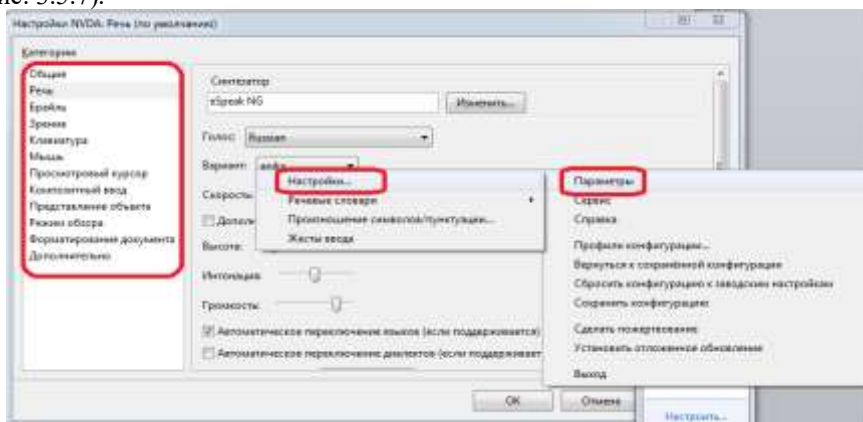 ис. 3.3.7).
Настройки NVDA: Речь (по умолчанию)
Категории
Общие
Речь
Брайль
Зрение
Клавиатура
Мышь
Просмотровый курсор
Композитный ввод
Представление объекта
Режим обзора
Форматирование документа
Дополнительно
Синтезатор
eSpeak NG
Изменить...
Голос:
Russian
Вариант:
Скорость:
Высота:
Интонация:
Громкость:
Автоматическое переключение языков (если поддерживается)
Автоматическое переключение диалектов (если поддерживает
OK
Отмена
Настройки...
Речевые словари
Произношение символов/пунктуации...
Жесты ввода
Параметры
Сервис
Справка
Профили конфигурации...
Вернуться к сохранённой конфигурации
Сбросить конфигурацию к заводским настройкам
Сохранить конфигурацию
Сделать пожертвование
Установить отложенное обновление
Выход
Настроить...